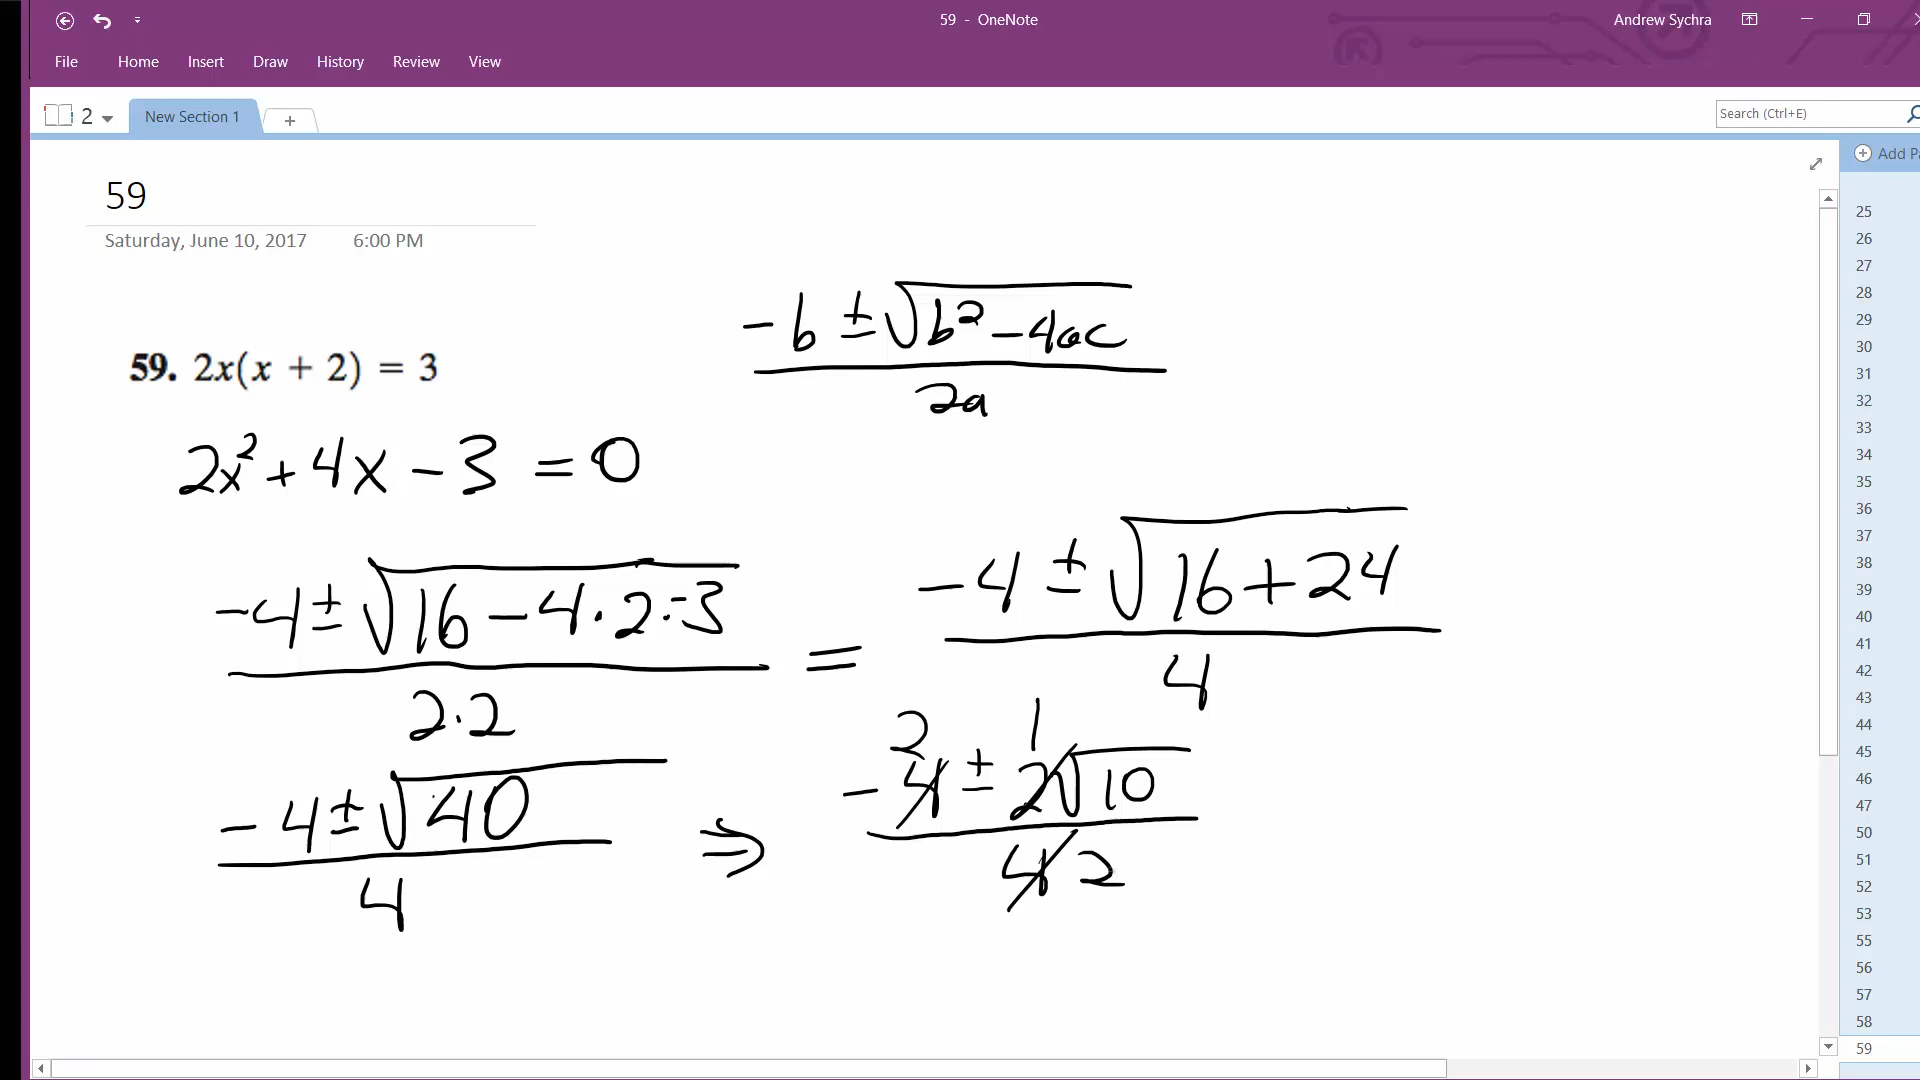 59 - OneNote
Andrew Sychra
File Home Insert Draw History Review View
2 New Section 1 +
Search (Ctrl+E)
Add Pa
59
Saturday, June 10, 2017 6:00 PM
−b ± √(b² − 4ac)
2a
59. 2x(x + 2) = 3
2x² + 4x − 3 = 0
−4 ± √(16 − 4·2·−3)
2·2
=
−4 ± √(16 + 24)
4
−4 ± √40
4
⇒
2 1
−4 ± 2√10
4 2
25
26
27
28
29
30
31
32
33
34
35
36
37
38
39
40
41
42
43
44
45
46
47
50
51
52
53
55
56
57
58
59